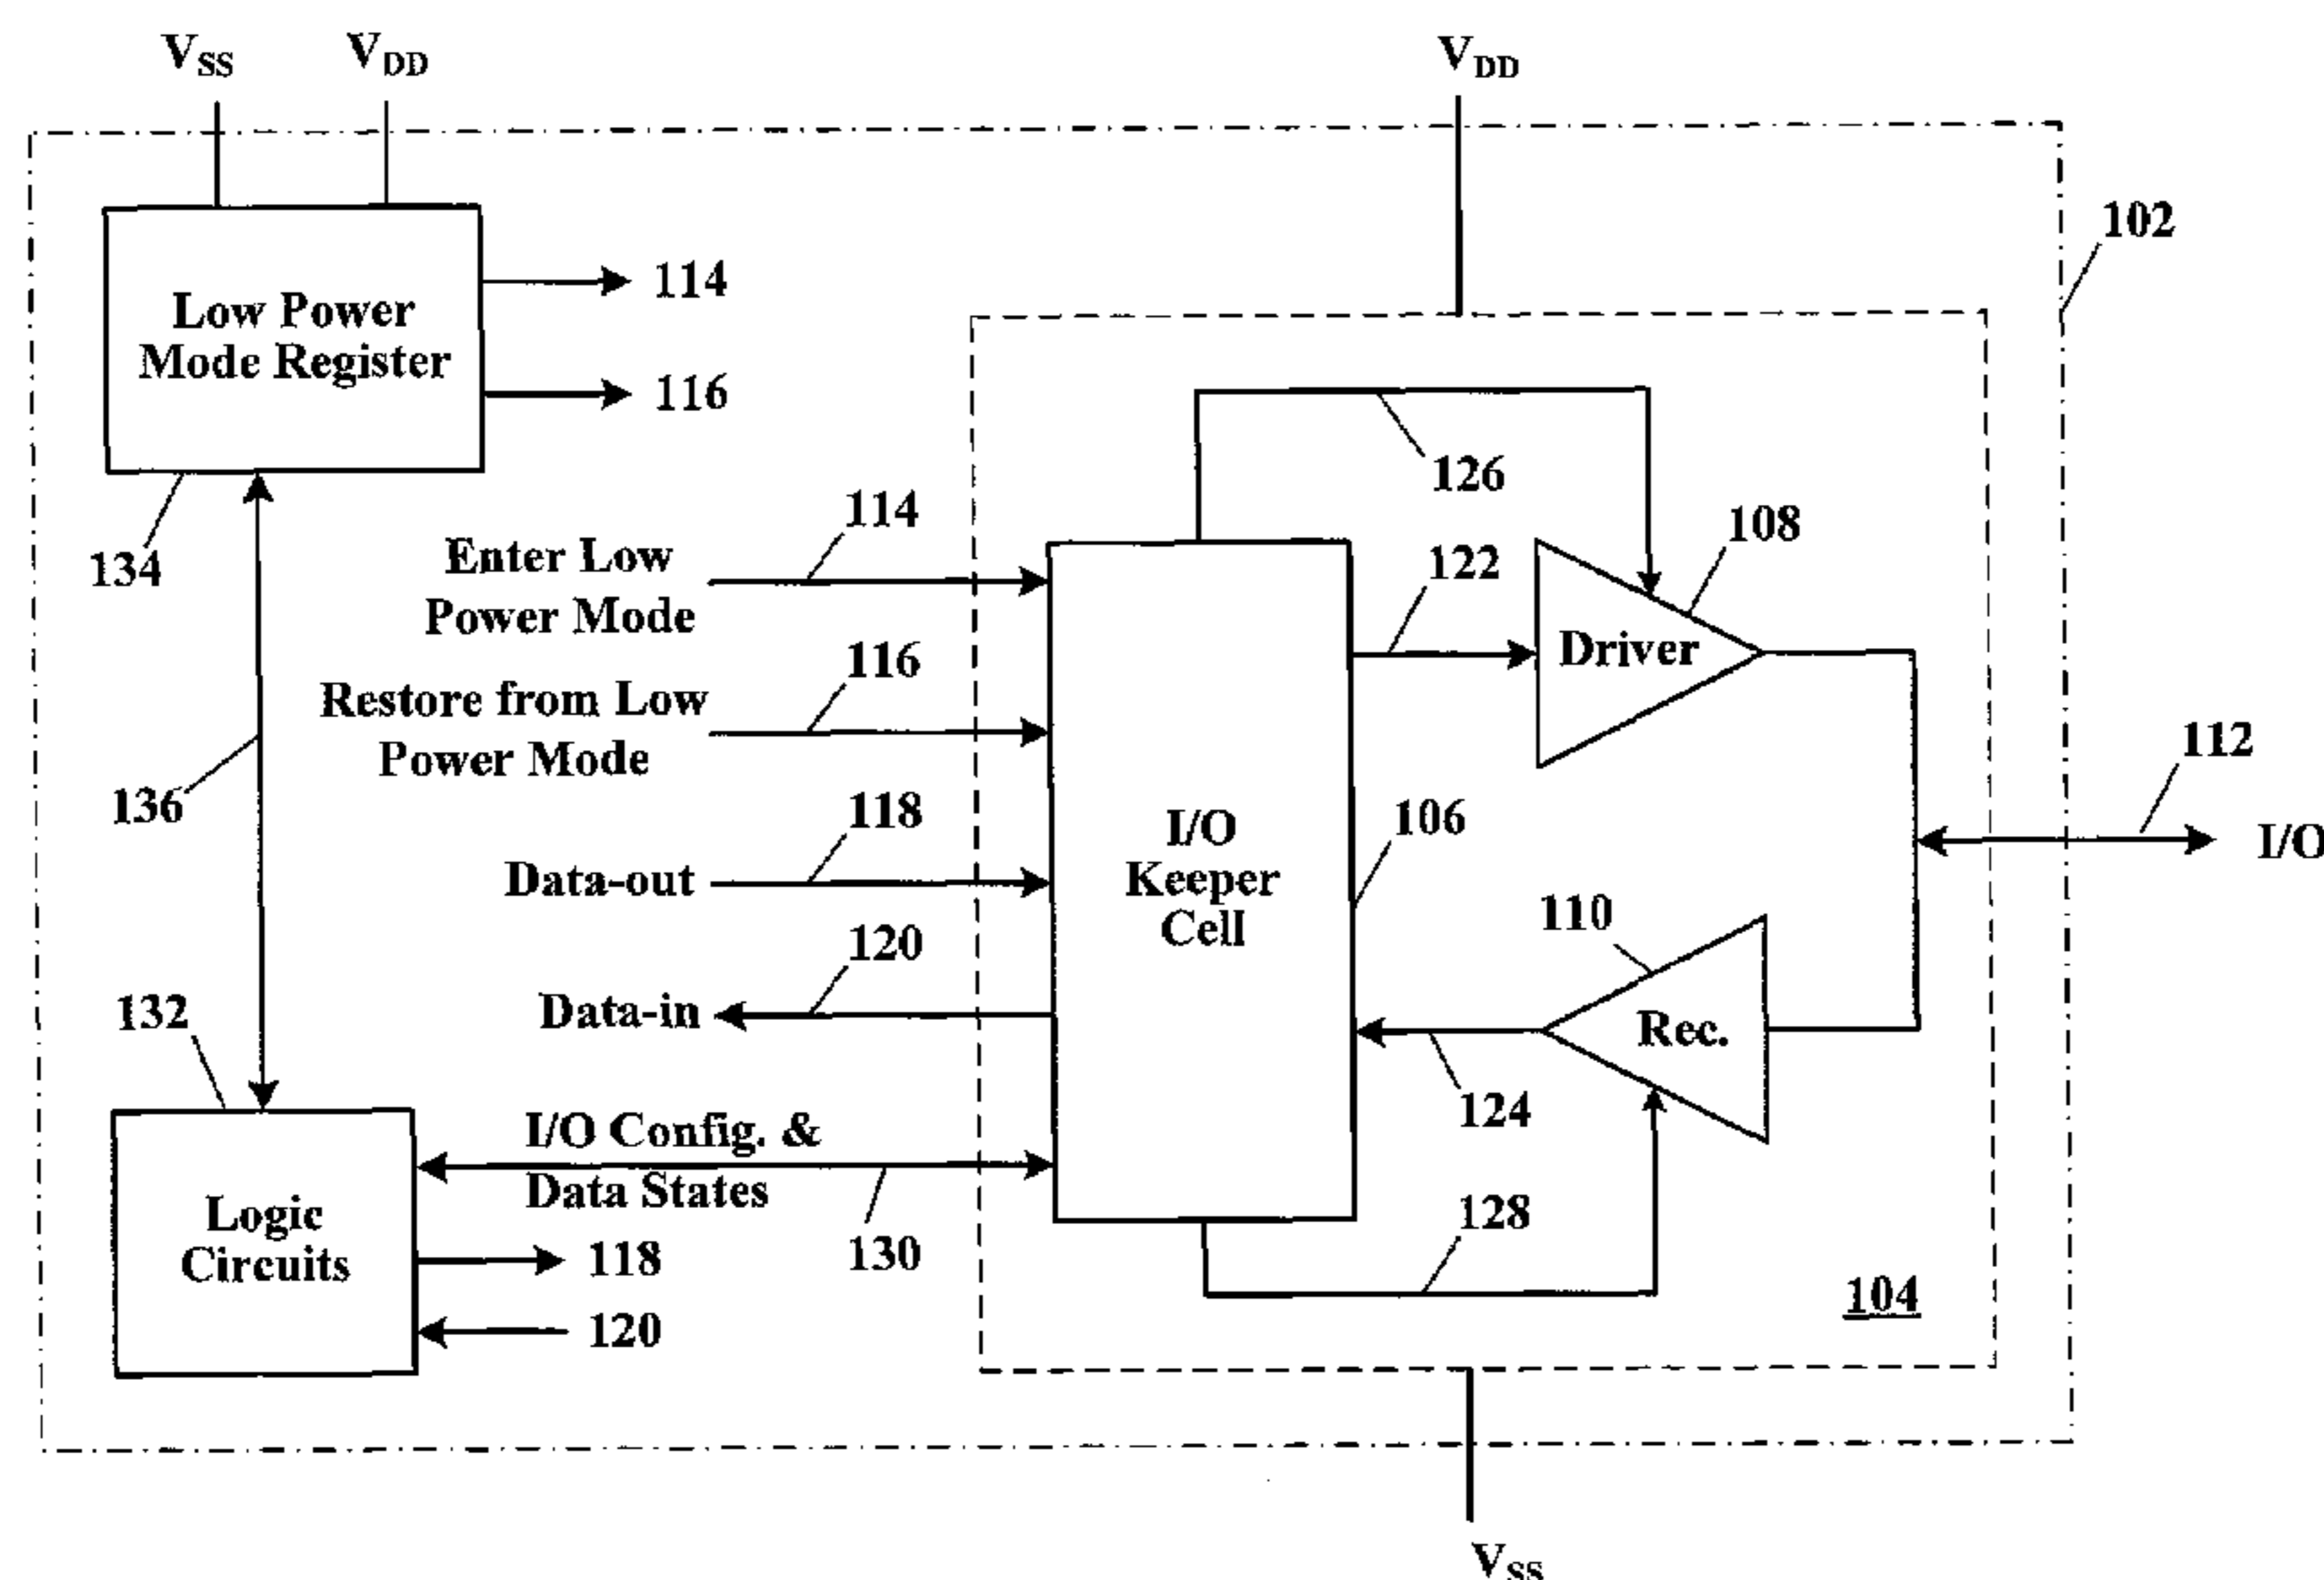 VSS
VDD
VDD
102
Low Power
Mode Register
114
116
134
126
108
Enter Low
Power Mode
114
122
Driver
Restore from Low
Power Mode
116
136
112
I/O
106
I/O
Keeper
Cell
Data-out
118
110
Data-in
120
Rec.
132
124
I/O Config. &
Data States
130
128
Logic
Circuits
118
120
104
VSS